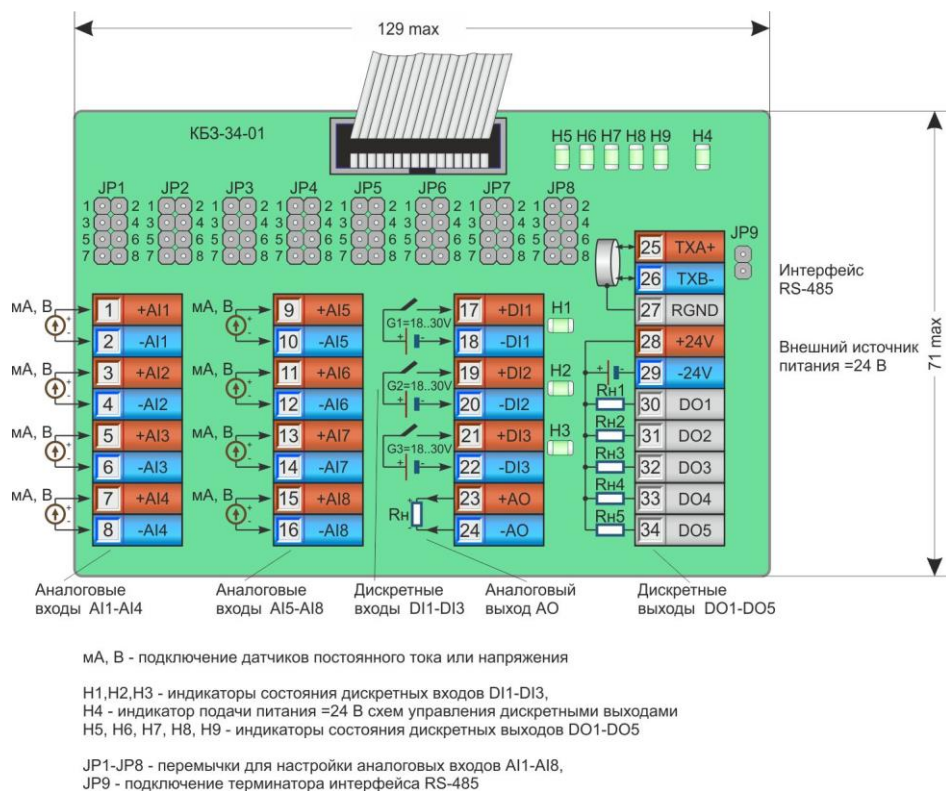 129 max
КБЗ-34-01
H5 H6 H7 H8 H9 H4
JP1 JP2 JP3 JP4 JP5 JP6 JP7 JP8
1 2 1 2 1 2 1 2 1 2 1 2 1 2 1 2
3 4 3 4 3 4 3 4 3 4 3 4 3 4 3 4
5 6 5 6 5 6 5 6 5 6 5 6 5 6 5 6
7 8 7 8 7 8 7 8 7 8 7 8 7 8 7 8
JP9
25 TXA+
26 TXB-
27 RGND
28 +24V
29 -24V
30 DO1
31 DO2
32 DO3
33 DO4
34 DO5
+ -
Rн1
Rн2
Rн3
Rн4
Rн5
Интерфейс
RS-485
Внешний источник
питания =24 В
71 max
мА, В + - 1 +AI1
2 -AI1
мА, В + - 3 +AI2
4 -AI2
мА, В + - 5 +AI3
6 -AI3
мА, В + - 7 +AI4
8 -AI4
мА, В + - 9 +AI5
10 -AI5
мА, В + - 11 +AI6
12 -AI6
мА, В + - 13 +AI7
14 -AI7
мА, В + - 15 +AI8
16 -AI8
17 +DI1 H1
G1=18..30V
+ - 18 -DI1
19 +DI2 H2
G2=18..30V
+ - 20 -DI2
21 +DI3 H3
G3=18..30V
+ - 22 -DI3
Rн + - 23 +AO
24 -AO
Аналоговые
входы AI1-AI4
Аналоговые
входы AI5-AI8
Дискретные
входы DI1-DI3
Аналоговый
выход АО
Дискретные
выходы DO1-DO5
мА, В - подключение датчиков постоянного тока или напряжения
H1,H2,H3 - индикаторы состояния дискретных входов DI1-DI3,
H4 - индикатор подачи питания =24 В схем управления дискретными выходами
H5, H6, H7, H8, H9 - индикаторы состояния дискретных выходов DO1-DO5
JP1-JP8 - перемычки для настройки аналоговых входов AI1-AI8,
JP9 - подключение терминатора интерфейса RS-485